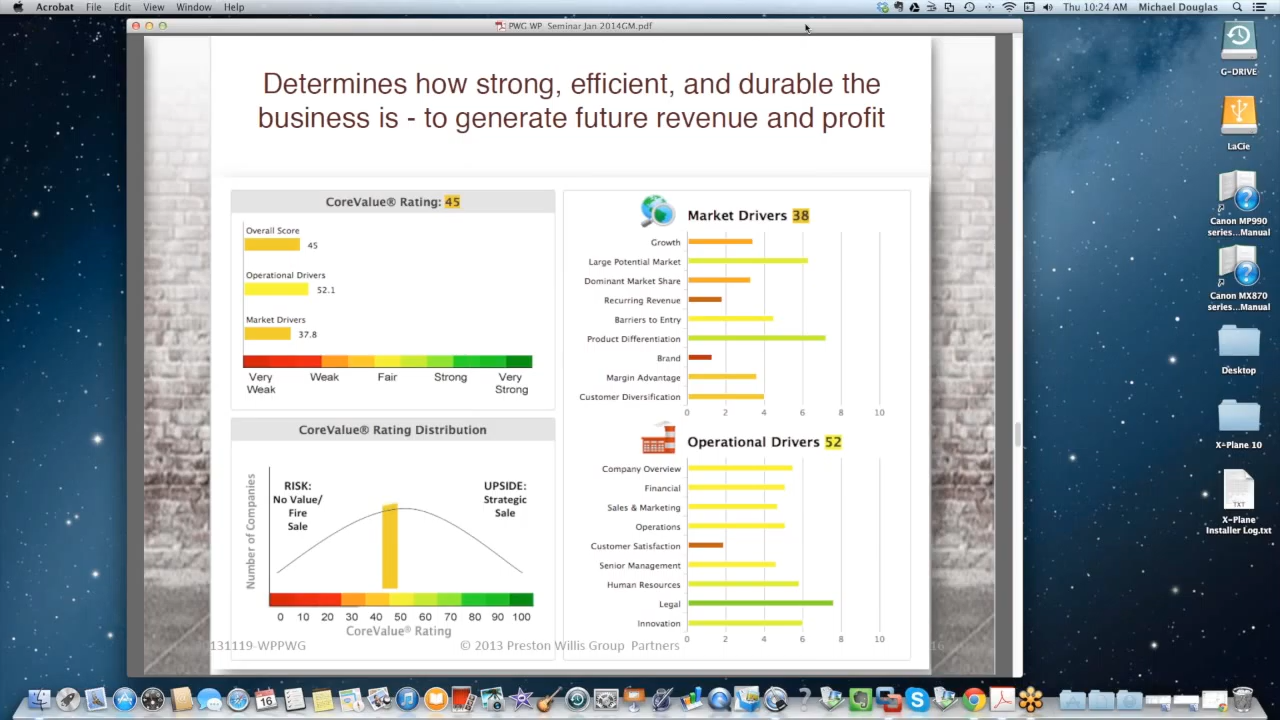 Acrobat File Edit View Window Help
Thu 10:24 AM Michael Douglas
PWG WP Seminar Jan 2014GM.pdf
Determines how strong, efficient, and durable the
business is - to generate future revenue and profit
CoreValue® Rating: 45
Overall Score
45
Operational Drivers
52.1
Market Drivers
37.8
Very Weak Fair Strong Very
Weak Strong
CoreValue® Rating Distribution
Number of Companies
RISK:
No Value/
Fire
Sale
UPSIDE:
Strategic
Sale
0 10 20 30 40 50 60 70 80 90 100
CoreValue® Rating
Market Drivers 38
Growth
Large Potential Market
Dominant Market Share
Recurring Revenue
Barriers to Entry
Product Differentiation
Brand
Margin Advantage
Customer Diversification
0 2 4 6 8 10
Operational Drivers 52
Company Overview
Financial
Sales & Marketing
Operations
Customer Satisfaction
Senior Management
Human Resources
Legal
Innovation
0 2 4 6 8 10
131119-WPPWG © 2013 Preston Willis Group Partners 16
G-DRIVE
LaCie
Canon MP990
series...Manual
Canon MX870
series...Manual
Desktop
X-Plane 10
TXT
X-Plane
Installer Log.txt
16